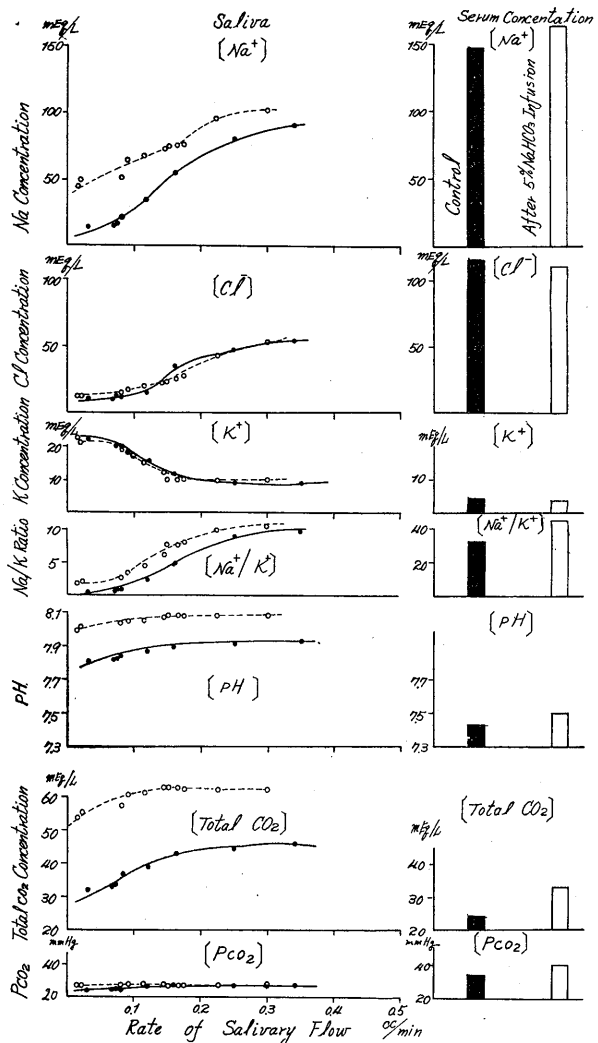 Saliva
Serum Concentration
mEq/L
[Na⁺]
150
100
50
Na Concentration
mEq/L
[Na⁺]
150
100
50
Control
After 5% NaHCO3 Infusion
mEq/L
[Cl⁻]
50
Cl Concentration
mEq/L
[Cl⁻]
100
50
mEq/L
[K⁺]
20
10
K Concentration
mEq/L
[K⁺]
10
10
5
Na/K Ratio
[Na⁺/K⁺]
[Na⁺/K⁺]
40
20
8.1
7.9
7.7
7.5
7.3
PH
[PH]
[PH]
7.7
7.5
7.3
mEq/L
60
50
40
30
20
Total CO2 Concentration
[Total CO2]
[Total CO2]
mEq/L
40
30
20
mmHg
40
20
PCO2
[PCO2]
mmHg
[PCO2]
40
20
0.1
0.2
0.3
0.4
0.5
Rate of Salivary Flow
cc/min